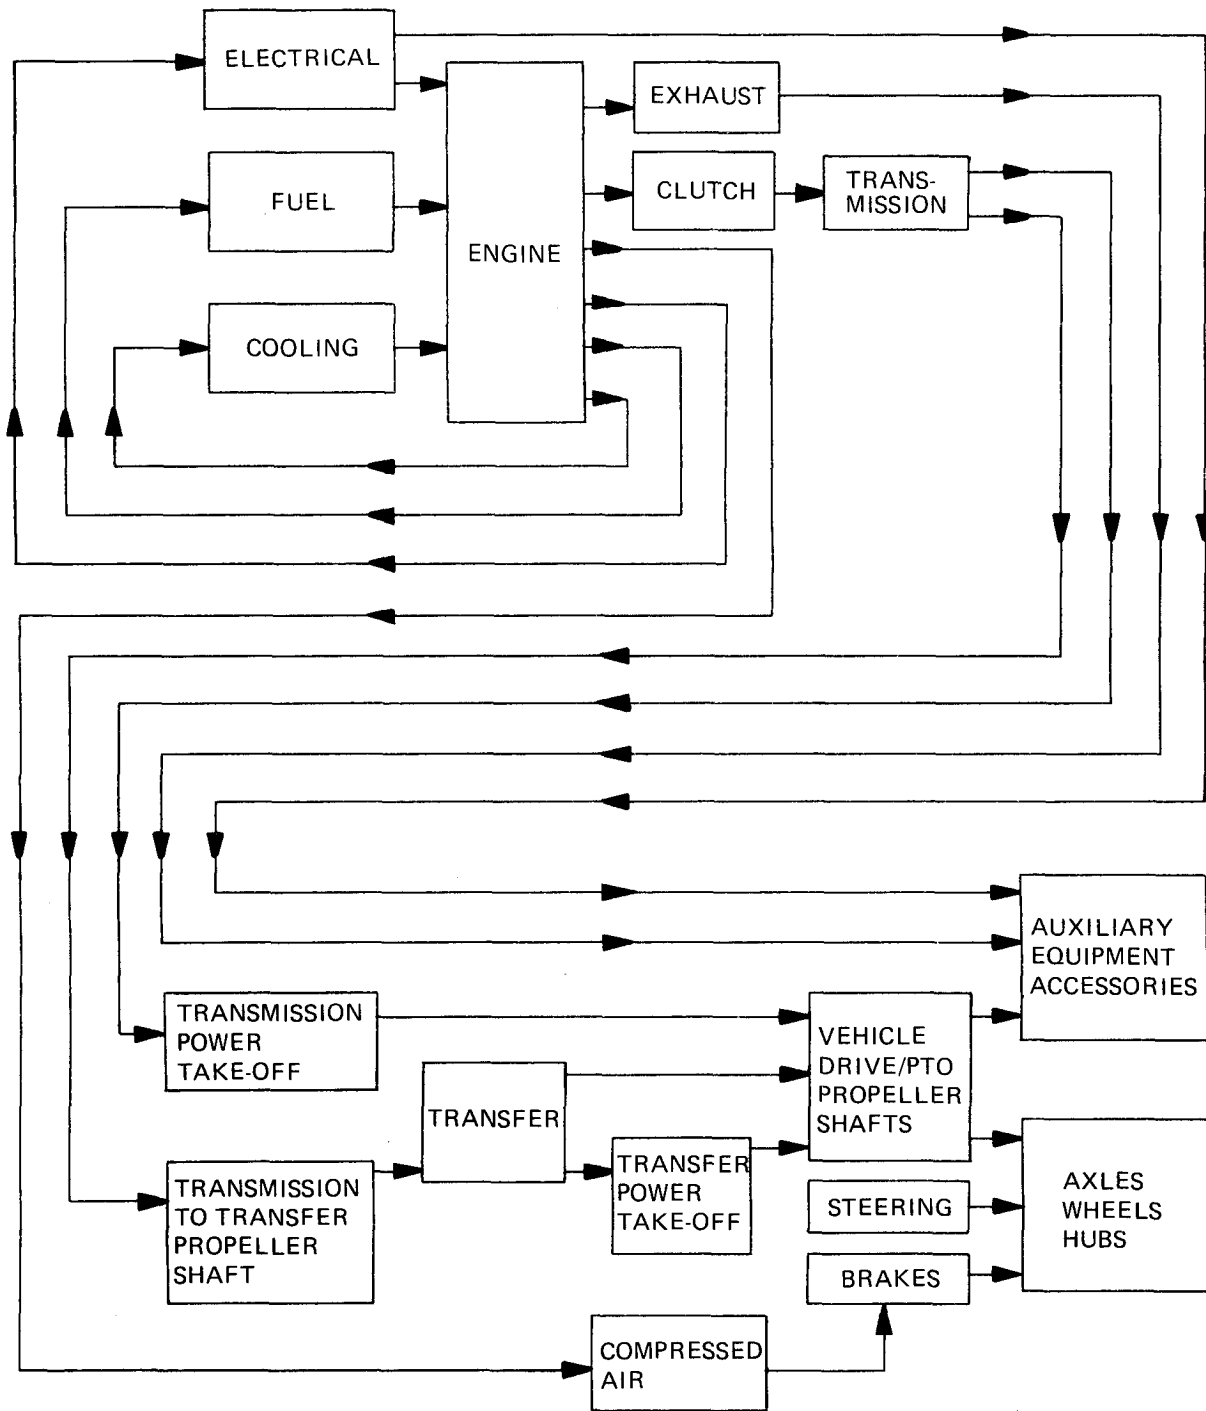 ELECTRICAL
EXHAUST
FUEL
CLUTCH
TRANS-
MISSION
ENGINE
COOLING
AUXILIARY
EQUIPMENT
ACCESSORIES
TRANSMISSION
POWER
TAKE-OFF
VEHICLE
DRIVE/PTO
PROPELLER
SHAFTS
TRANSFER
TRANSMISSION
TO TRANSFER
PROPELLER
SHAFT
TRANSFER
POWER
TAKE-OFF
STEERING
AXLES
WHEELS
HUBS
BRAKES
COMPRESSED
AIR